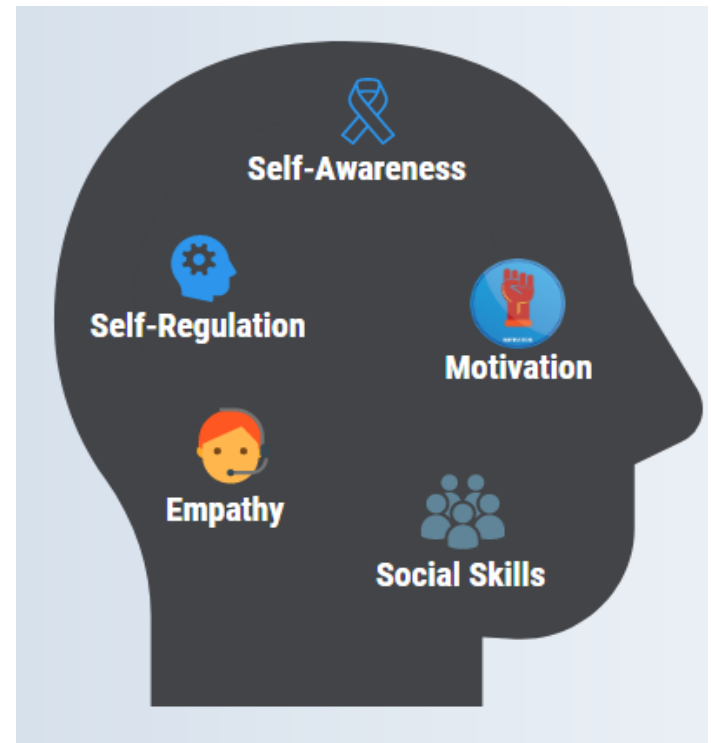 Self-Awareness
Self-Regulation
Motivation
Empathy
Social Skills